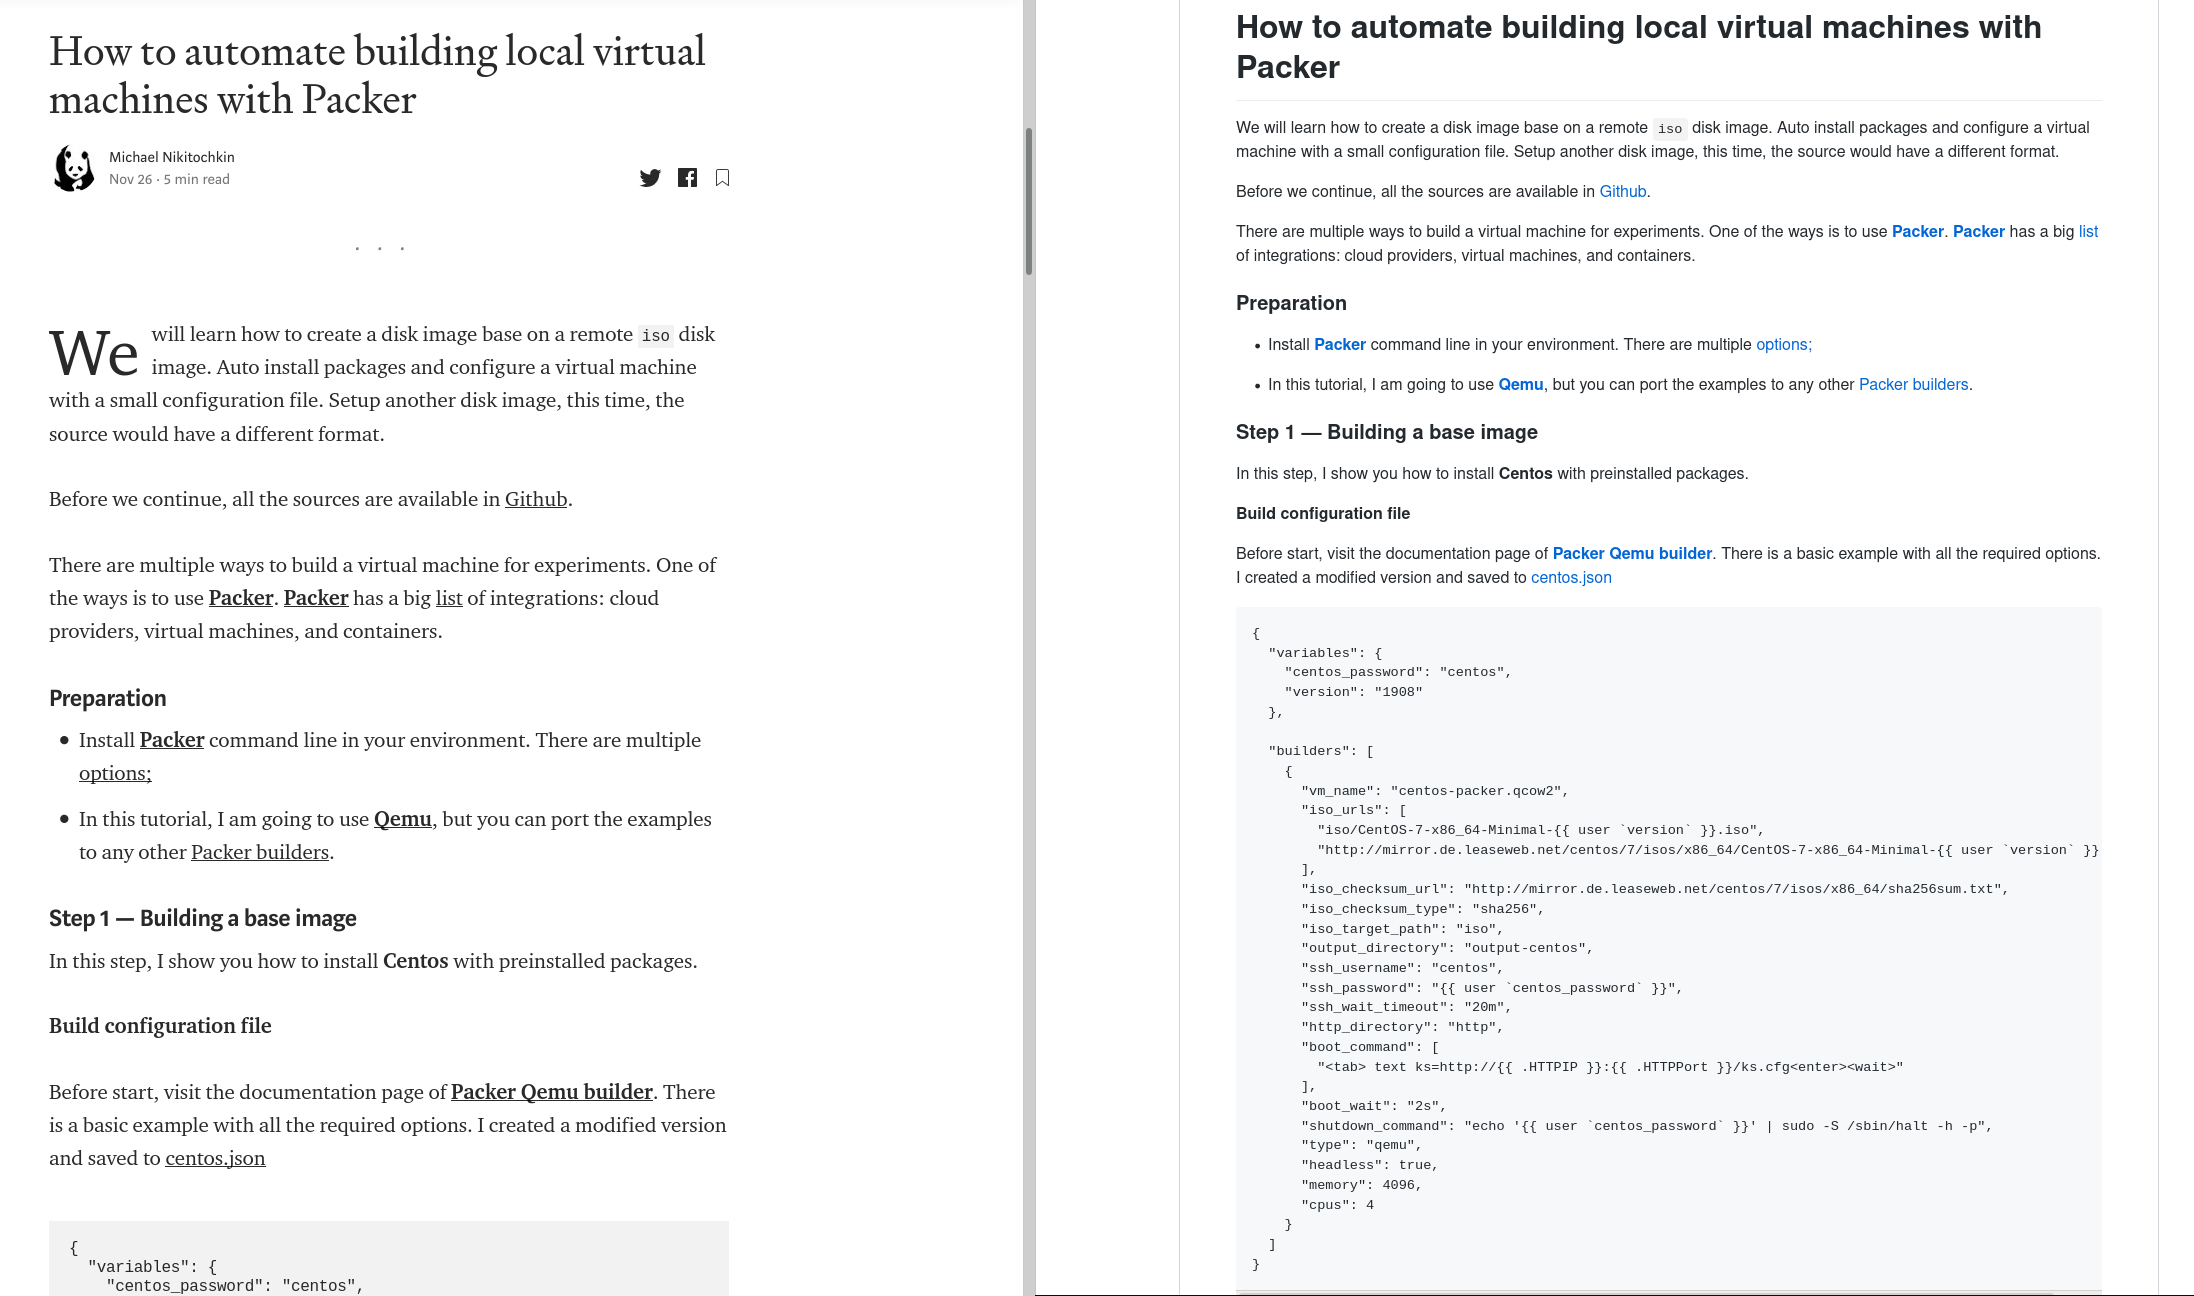 How to automate building local virtual
machines with Packer
Michael Nikitochkin
Nov 26 · 5 min read
. . .
We will learn how to create a disk image base on a remote iso disk
image. Auto install packages and configure a virtual machine
with a small configuration file. Setup another disk image, this time, the
source would have a different format.
Before we continue, all the sources are available in Github.
There are multiple ways to build a virtual machine for experiments. One of
the ways is to use Packer. Packer has a big list of integrations: cloud
providers, virtual machines, and containers.
Preparation
● Install Packer command line in your environment. There are multiple
options;
● In this tutorial, I am going to use Qemu, but you can port the examples
to any other Packer builders.
Step 1 — Building a base image
In this step, I show you how to install Centos with preinstalled packages.
Build configuration file
Before start, visit the documentation page of Packer Qemu builder. There
is a basic example with all the required options. I created a modified version
and saved to centos.json
{
  "variables": {
    "centos_password": "centos",
How to automate building local virtual machines with
Packer
We will learn how to create a disk image base on a remote iso disk image. Auto install packages and configure a virtual
machine with a small configuration file. Setup another disk image, this time, the source would have a different format.
Before we continue, all the sources are available in Github.
There are multiple ways to build a virtual machine for experiments. One of the ways is to use Packer. Packer has a big list
of integrations: cloud providers, virtual machines, and containers.
Preparation
• Install Packer command line in your environment. There are multiple options;
• In this tutorial, I am going to use Qemu, but you can port the examples to any other Packer builders.
Step 1 — Building a base image
In this step, I show you how to install Centos with preinstalled packages.
Build configuration file
Before start, visit the documentation page of Packer Qemu builder. There is a basic example with all the required options.
I created a modified version and saved to centos.json
{
  "variables": {
    "centos_password": "centos",
    "version": "1908"
  },
  "builders": [
    {
      "vm_name": "centos-packer.qcow2",
      "iso_urls": [
        "iso/CentOS-7-x86_64-Minimal-{{ user `version` }}.iso",
        "http://mirror.de.leaseweb.net/centos/7/isos/x86_64/CentOS-7-x86_64-Minimal-{{ user `version` }}
      ],
      "iso_checksum_url": "http://mirror.de.leaseweb.net/centos/7/isos/x86_64/sha256sum.txt",
      "iso_checksum_type": "sha256",
      "iso_target_path": "iso",
      "output_directory": "output-centos",
      "ssh_username": "centos",
      "ssh_password": "{{ user `centos_password` }}",
      "ssh_wait_timeout": "20m",
      "http_directory": "http",
      "boot_command": [
        "<tab> text ks=http://{{ .HTTPIP }}:{{ .HTTPPort }}/ks.cfg<enter><wait>"
      ],
      "boot_wait": "2s",
      "shutdown_command": "echo '{{ user `centos_password` }}' | sudo -S /sbin/halt -h -p",
      "type": "qemu",
      "headless": true,
      "memory": 4096,
      "cpus": 4
    }
  ]
}